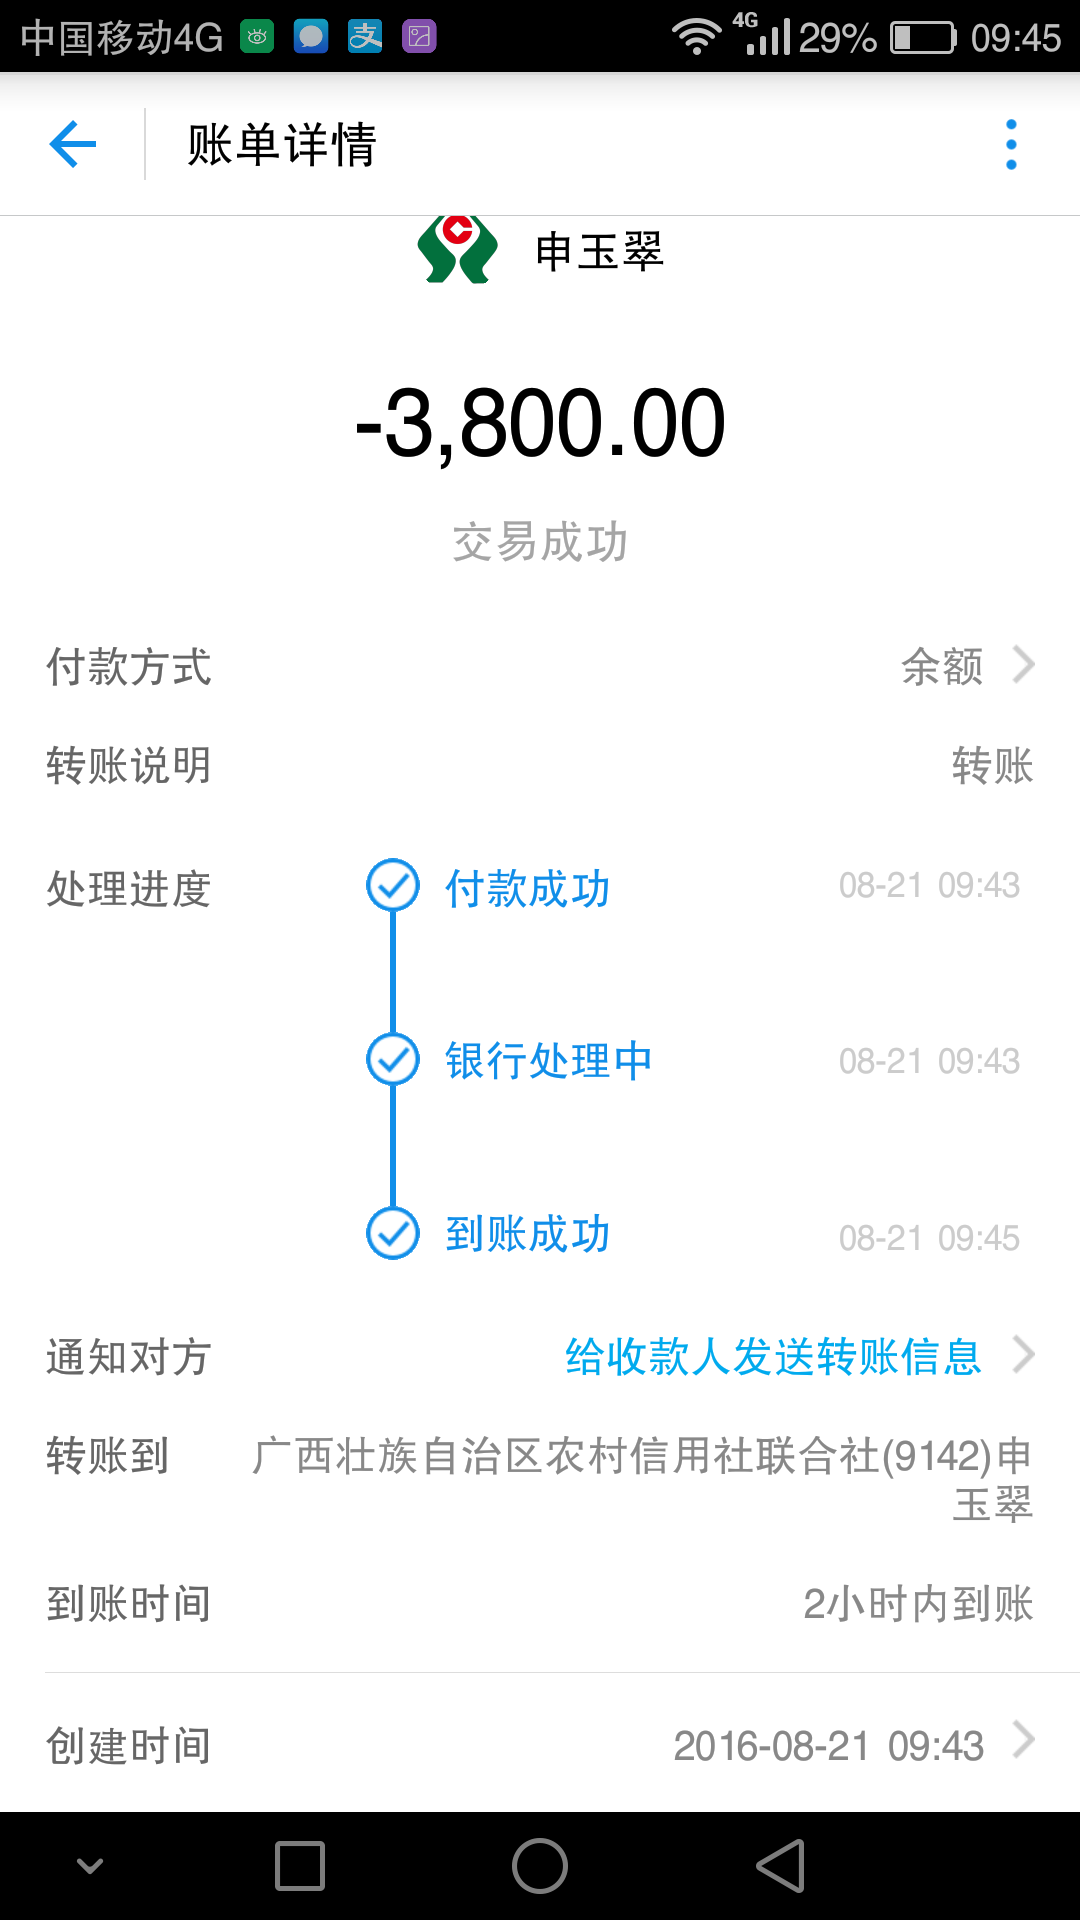 中国移动4G 4G 29% 09:45
账单详情
申玉翠
-3,800.00
交易成功
付款方式 余额
转账说明 转账
处理进度 付款成功 08-21 09:43
银行处理中 08-21 09:43
到账成功 08-21 09:45
通知对方 给收款人发送转账信息
转账到 广西壮族自治区农村信用社联合社(9142)申
玉翠
到账时间 2小时内到账
创建时间 2016-08-21 09:43